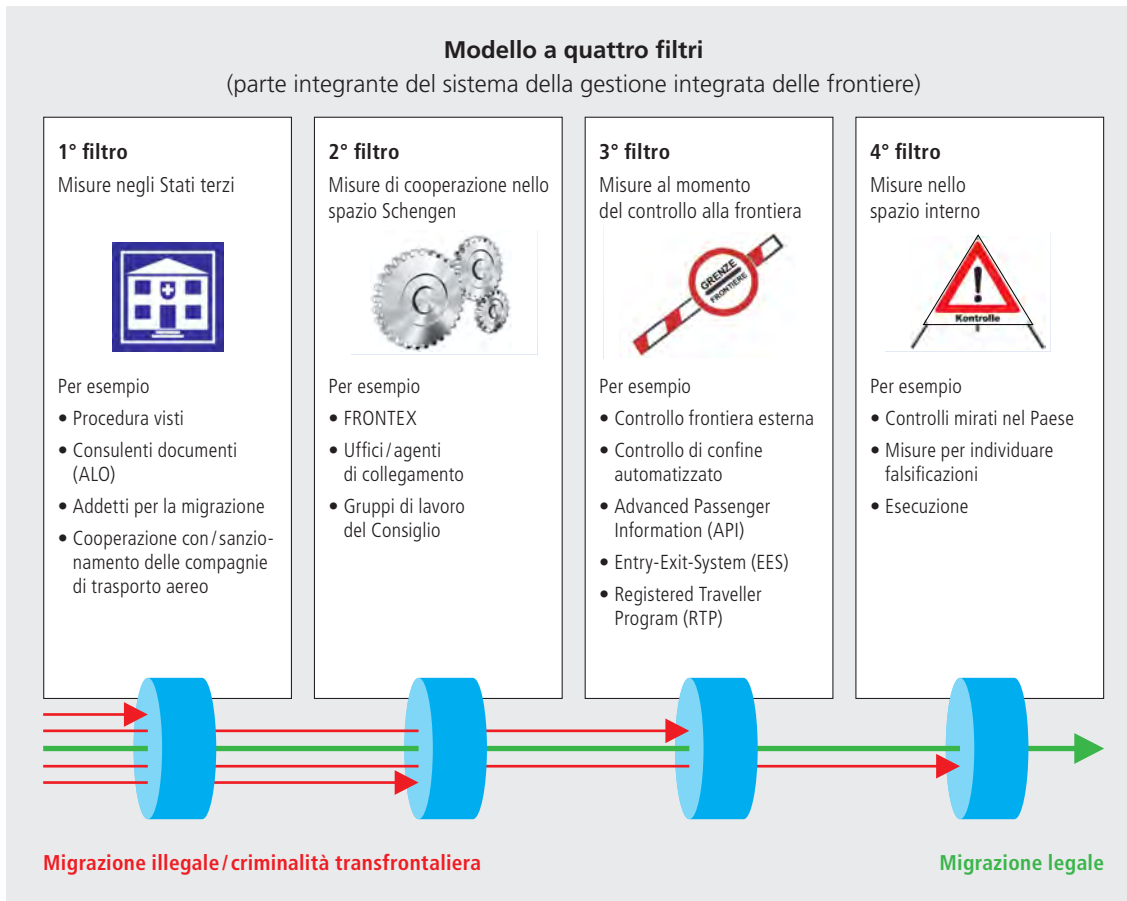 Modello a quattro filtri
(parte integrante del sistema della gestione integrata delle frontiere)
1° filtro
Misure negli Stati terzi
Per esempio
• Procedura visti
• Consulenti documenti
(ALO)
• Addetti per la migrazione
• Cooperazione con/sanzio-
namento delle compagnie
di trasporto aereo
2° filtro
Misure di cooperazione nello
spazio Schengen
Per esempio
• FRONTEX
• Uffici/agenti
di collegamento
• Gruppi di lavoro
del Consiglio
3° filtro
Misure al momento
del controllo alla frontiera
GRENZE
FRONTIERE
Per esempio
• Controllo frontiera esterna
• Controllo di confine
automatizzato
• Advanced Passenger
Information (API)
• Entry-Exit-System (EES)
• Registered Traveller
Program (RTP)
4° filtro
Misure nello
spazio interno
Kontrolle
Per esempio
• Controlli mirati nel Paese
• Misure per individuare
falsificazioni
• Esecuzione
Migrazione illegale/criminalità transfrontaliera
Migrazione legale